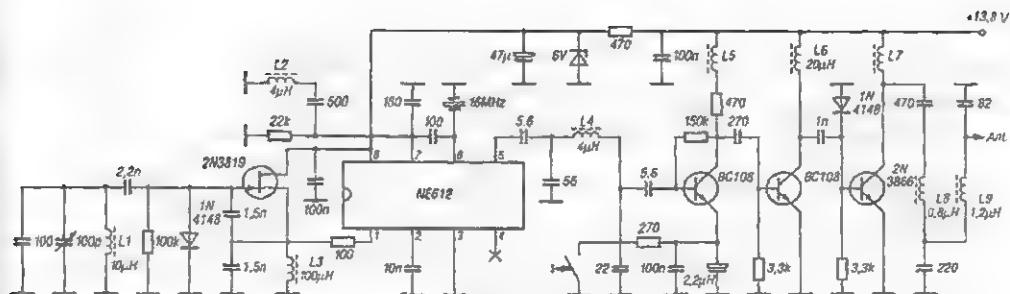 +13,8 V
470
47µ
6V
100n
L5
L6
20µH
L7
L2
4µH
500
22k
180
16MHz
100
5,6
L4
4µH
470
150k
270
1n
1N
4148
470
82
Ant.
2N3819
8
7
6
5
55
2,2n
100n
NE612
5,6
BC108
BC108
2N
3866
L8
0,8µH
L9
1,2µH
100
100p
L1
10µH
100k
1N
4148
1,5n
1,5n
L3
100µH
100
1
2
3
4
10n
270
22
100n
2,2µH
3,3k
3,3k
220